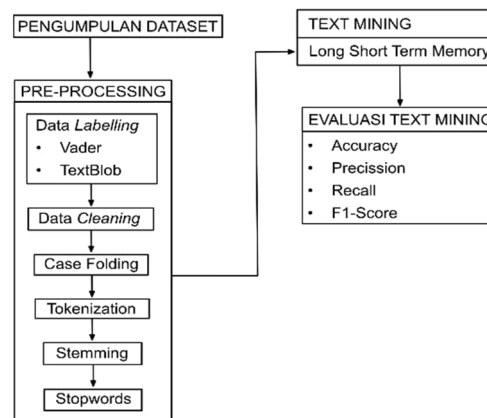 PENGUMPULAN DATASET
PRE-PROCESSING
Data Labelling
• Vader
• TextBlob
Data Cleaning
Case Folding
Tokenization
Stemming
Stopwords
TEXT MINING
Long Short Term Memory
EVALUASI TEXT MINING
• Accuracy
• Precission
• Recall
• F1-Score